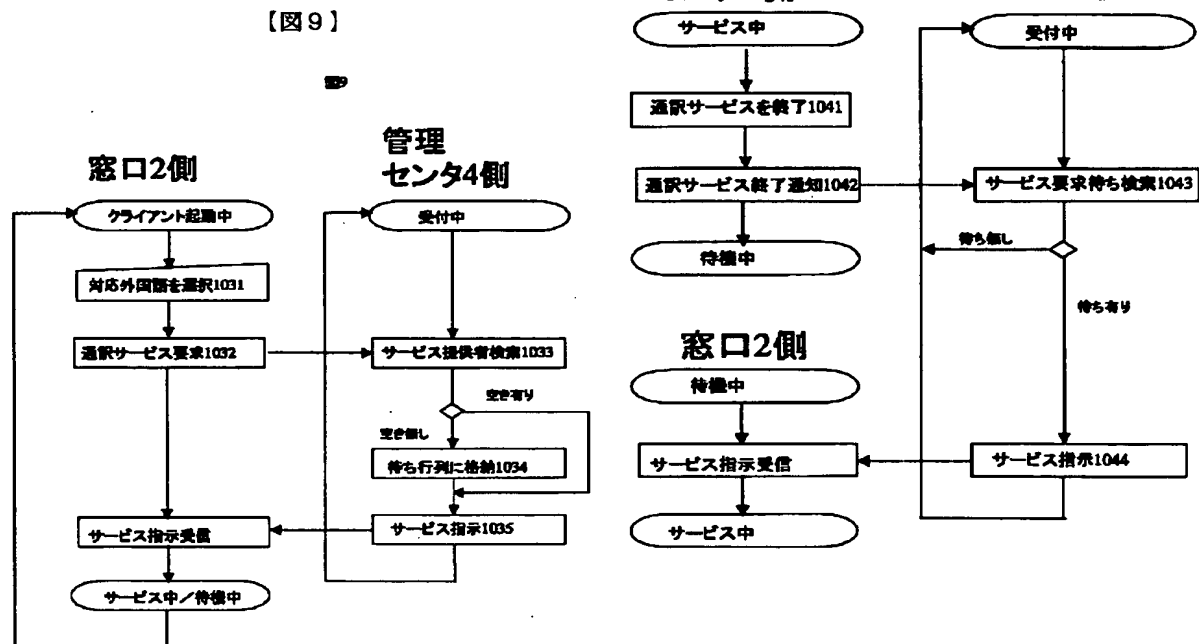 【図9】
図9
窓口2側
管理
センタ4側
クライアント起動中
受付中
対応外国語を選択1031
通訳サービス要求1032
サービス提供者検索1033
空き有り
空き無し
待ち行列に格納1034
サービス指示受信
サービス指示1035
サービス中/待機中
サービス中
受付中
通訳サービスを終了1041
通訳サービス終了通知1042
サービス要求待ち検索1043
待ち無し
待機中
待ち有り
窓口2側
待機中
サービス指示受信
サービス指示1044
サービス中